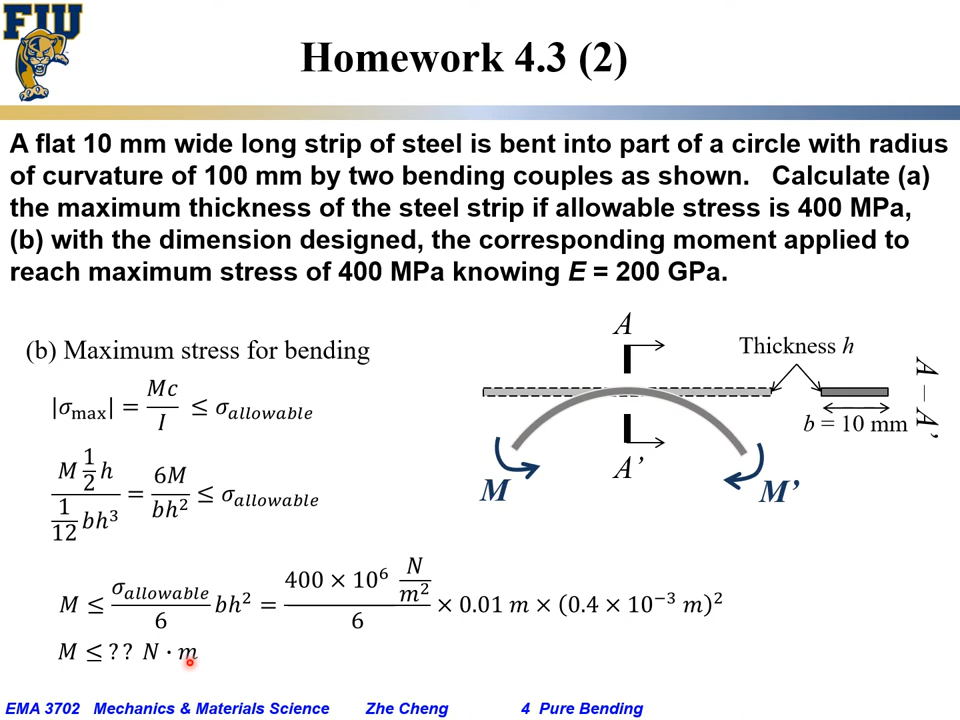 FIU
Homework 4.3 (2)
A flat 10 mm wide long strip of steel is bent into part of a circle with radius
of curvature of 100 mm by two bending couples as shown. Calculate (a)
the maximum thickness of the steel strip if allowable stress is 400 MPa,
(b) with the dimension designed, the corresponding moment applied to
reach maximum stress of 400 MPa knowing E = 200 GPa.
(b) Maximum stress for bending
|σ_max| = Mc/I ≤ σ_allowable
(M 1/2 h)/(1/12 bh³) = 6M/bh² ≤ σ_allowable
M ≤ σ_allowable/6 bh² = (400 × 10⁶ N/m²)/6 × 0.01 m × (0.4 × 10⁻³ m)²
M ≤ ?? N · m
A
Thickness h
A – A’
b = 10 mm
A’
M
M’
EMA 3702 Mechanics & Materials Science Zhe Cheng 4 Pure Bending